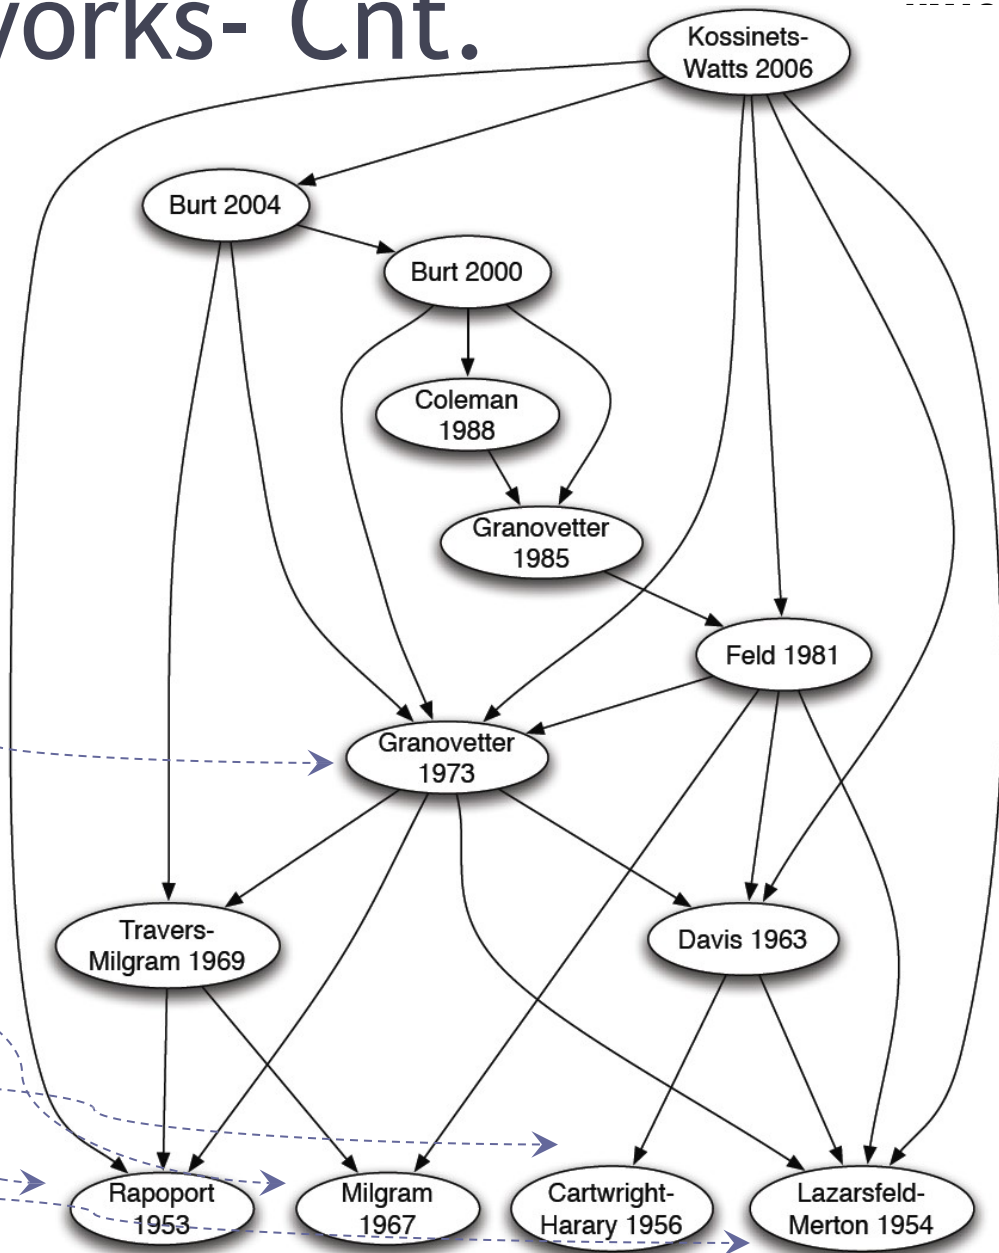 works- Cnt.
Kossinets-
Watts 2006
Burt 2004
Burt 2000
Coleman
1988
Granovetter
1985
Feld 1981
Granovetter
1973
Travers-
Milgram 1969
Davis 1963
Rapoport
1953
Milgram
1967
Cartwright-
Harary 1956
Lazarsfeld-
Merton 1954